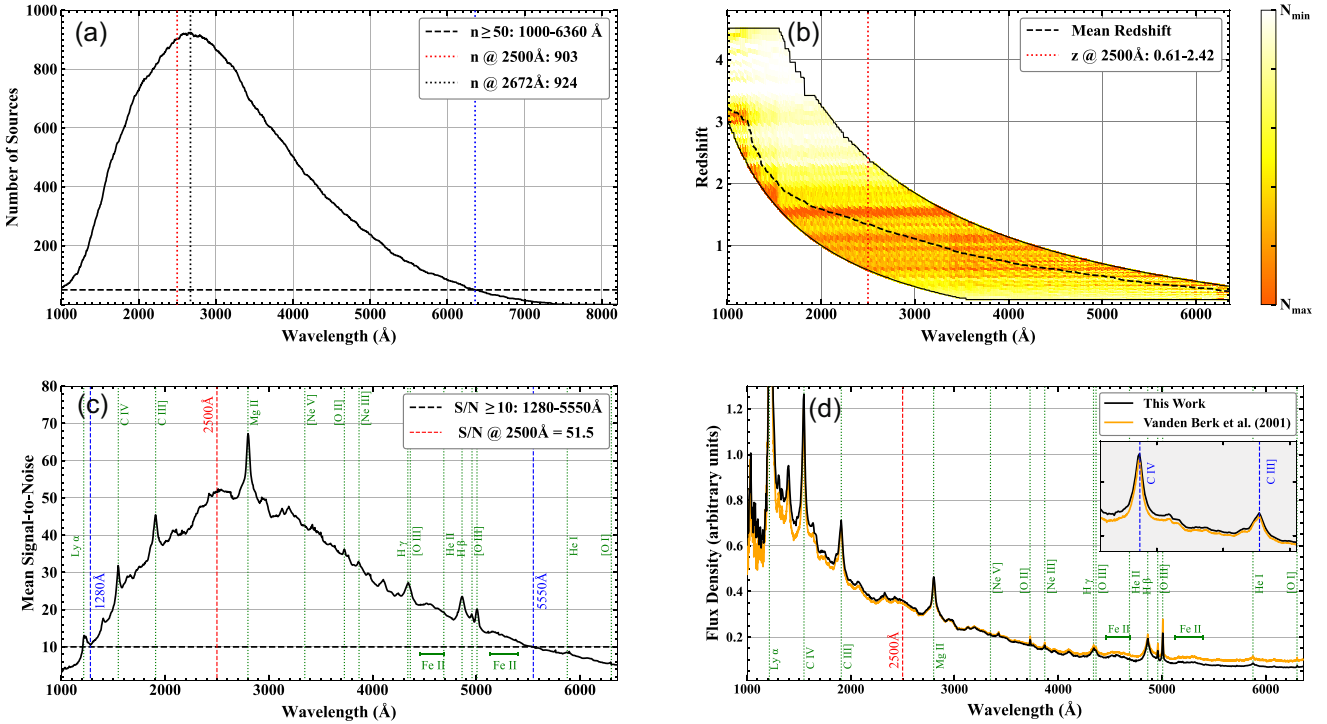 (a)
n ≥ 50: 1000-6360 Å
n @ 2500Å: 903
n @ 2672Å: 924
Number of Sources
1000
800
600
400
200
1000 2000 3000 4000 5000 6000 7000 8000
Wavelength (Å)
(b)
Mean Redshift
z @ 2500Å: 0.61-2.42
Redshift
4
3
2
1
1000 2000 3000 4000 5000 6000
Wavelength (Å)
N_min
N_max
(c)
S/N ≥ 10: 1280-5550Å
S/N @ 2500Å = 51.5
Mean Signal-to-Noise
80
70
60
50
40
30
20
10
0
Ly α
1280Å
C IV
C III]
2500Å
Mg II
[Ne V]
[O II]
[Ne III]
H γ
[O III]
He II
H β
[O III]
5550Å
He I
[O I]
Fe II
Fe II
1000 2000 3000 4000 5000 6000
Wavelength (Å)
(d)
This Work
Vanden Berk et al. (2001)
C IV
C III]
Flux Density (arbitrary units)
1.2
1.0
0.8
0.6
0.4
0.2
Ly α
C IV
C III]
2500Å
Mg II
[Ne V]
[O II]
[Ne III]
H γ
[O III]
He II
H β
[O III]
He I
[O I]
Fe II
Fe II
1000 2000 3000 4000 5000 6000
Wavelength (Å)